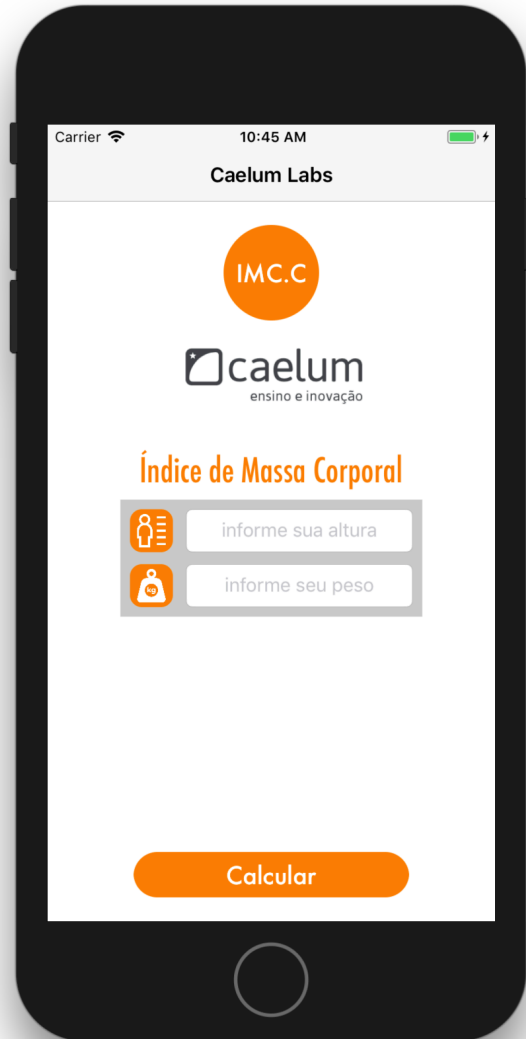 Carrier
10:45 AM
Caelum Labs
IMC.C
caelum
ensino e inovação
Índice de Massa Corporal
informe sua altura
kg
informe seu peso
Calcular